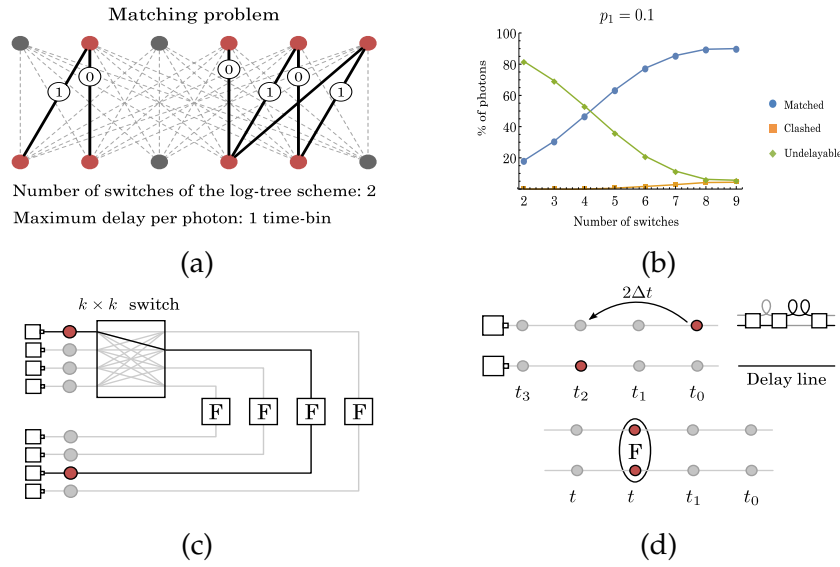 Matching problem
1
0
0
1
0
1
Number of switches of the log-tree scheme: 2
Maximum delay per photon: 1 time-bin
(a)
p₁ = 0.1
% of photons
100
80
60
40
20
2 3 4 5 6 7 8 9
Number of switches
Matched
Clashed
Undelayable
(b)
k × k switch
F F F F
(c)
2Δt
t₃ t₂ t₁ t₀
Delay line
F
t t t₁ t₀
(d)